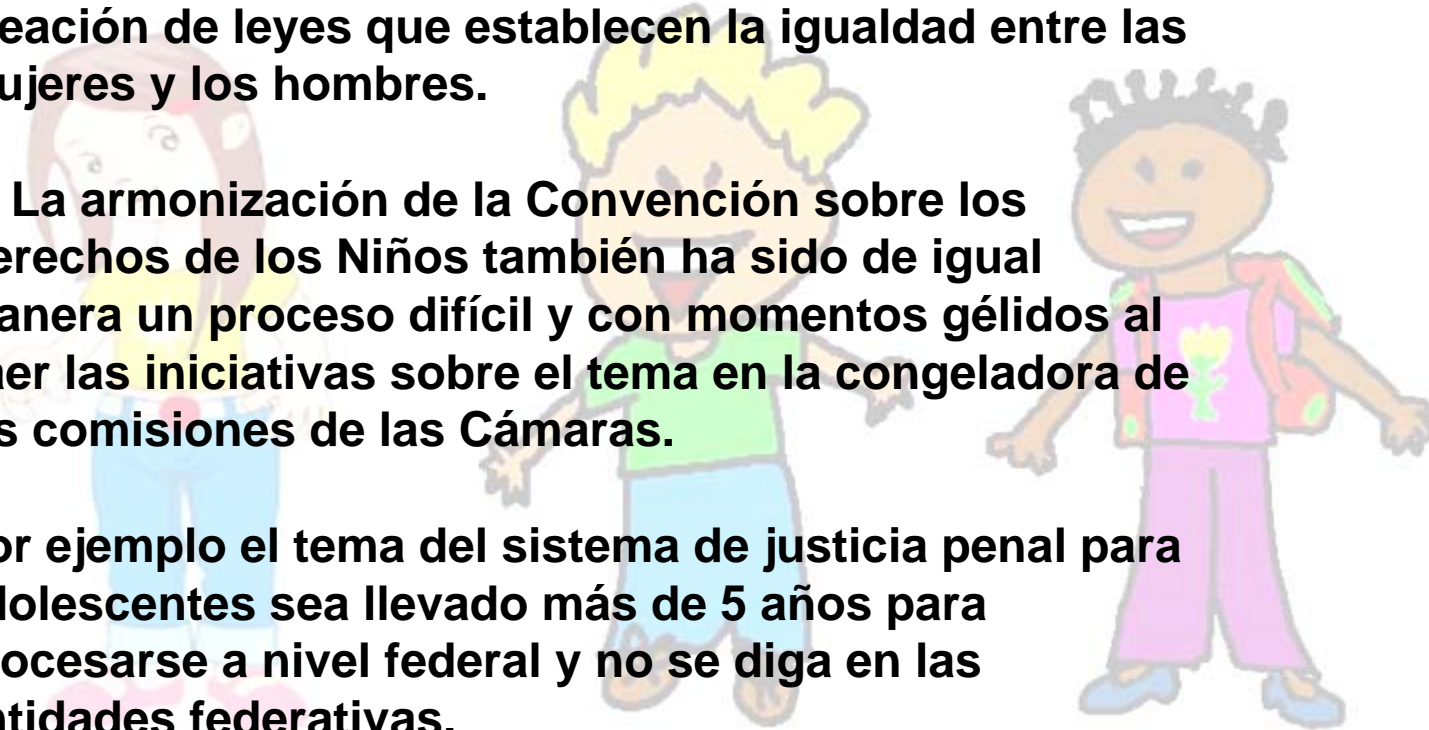 eación de leyes que establecen la igualdad entre las
ujeres y los hombres.
La armonización de la Convención sobre los
erechos de los Niños también ha sido de igual
anera un proceso difícil y con momentos gélidos al
aer las iniciativas sobre el tema en la congeladora de
s comisiones de las Cámaras.
or ejemplo el tema del sistema de justicia penal para
dolescentes sea llevado más de 5 años para
ocesarse a nivel federal y no se diga en las
ntidades federativas.